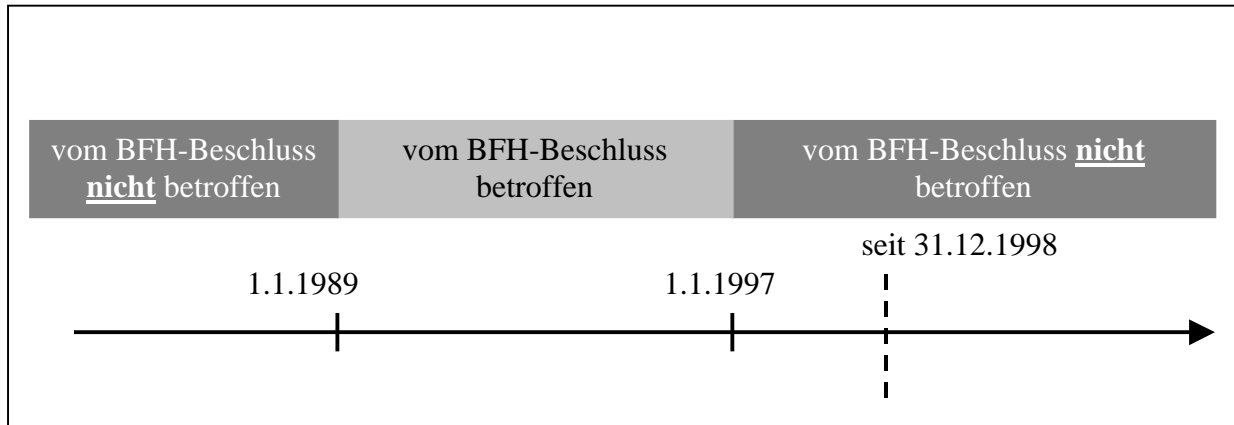 vom BFH-Beschluss
nicht betroffen
vom BFH-Beschluss
betroffen
vom BFH-Beschluss nicht
betroffen
seit 31.12.1998
1.1.1989
1.1.1997